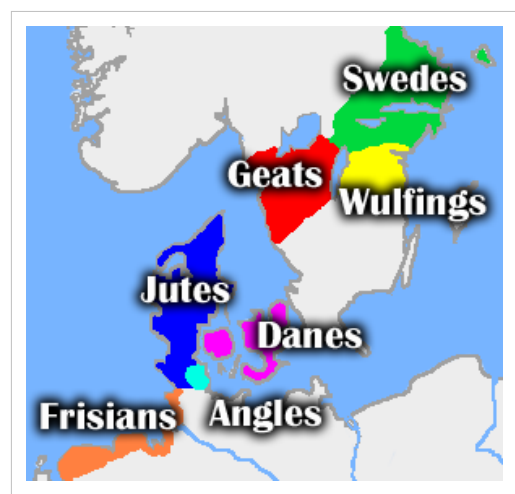 Swedes
Geats
Wulfings
Jutes
Danes
Frisians
Angles